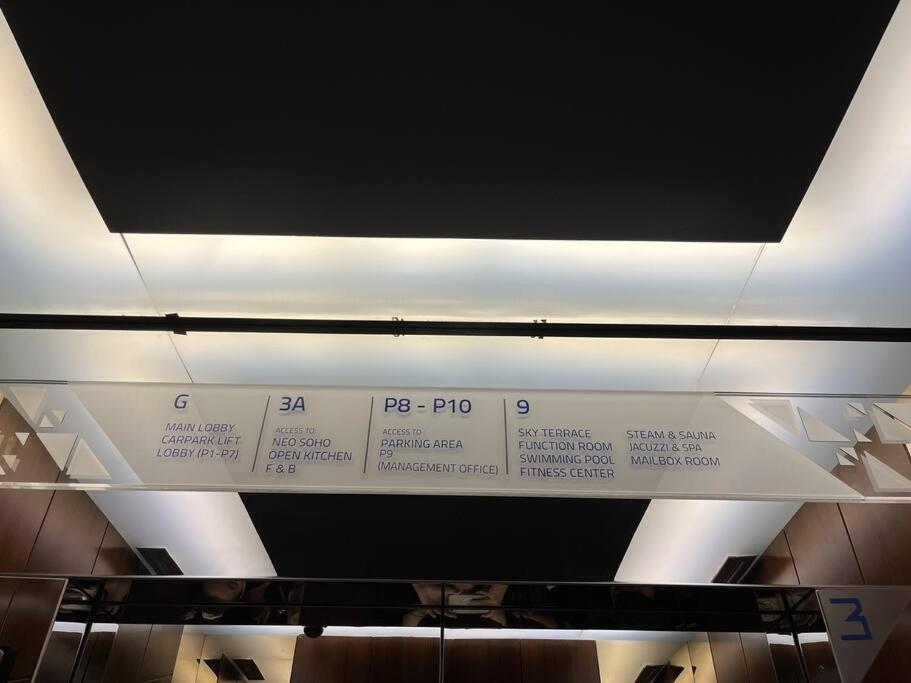 G
MAIN LOBBY
CARPARK LIFT
LOBBY (P1-P7)
3A
ACCESS TO:
NEO SOHO
OPEN KITCHEN
F & B
P8 - P10
ACCESS TO
PARKING AREA
P9
(MANAGEMENT OFFICE)
9
SKY TERRACE
FUNCTION ROOM
SWIMMING POOL
FITNESS CENTER
STEAM & SAUNA
JACUZZI & SPA
MAILBOX ROOM
3